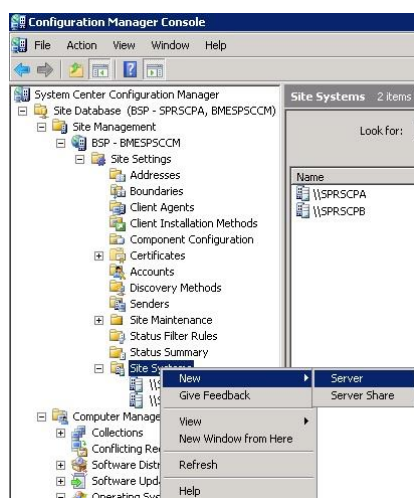 Configuration Manager Console
File Action View Window Help
System Center Configuration Manager
Site Database (BSP - SPRSCPA, BMESPSCCM)
Site Management
BSP - BMESPSCCM
Site Settings
Addresses
Boundaries
Client Agents
Client Installation Methods
Component Configuration
Certificates
Accounts
Discovery Methods
Senders
Site Maintenance
Status Filter Rules
Status Summary
Site Systems
Computer Manage
Collections
Conflicting Re
Software Distr
Software Upd
Operating Sys
Site Systems 2 items
Look for:
Name
\\SPRSCPA
\\SPRSCPB
New
Give Feedback
View
New Window from Here
Refresh
Help
Server
Server Share